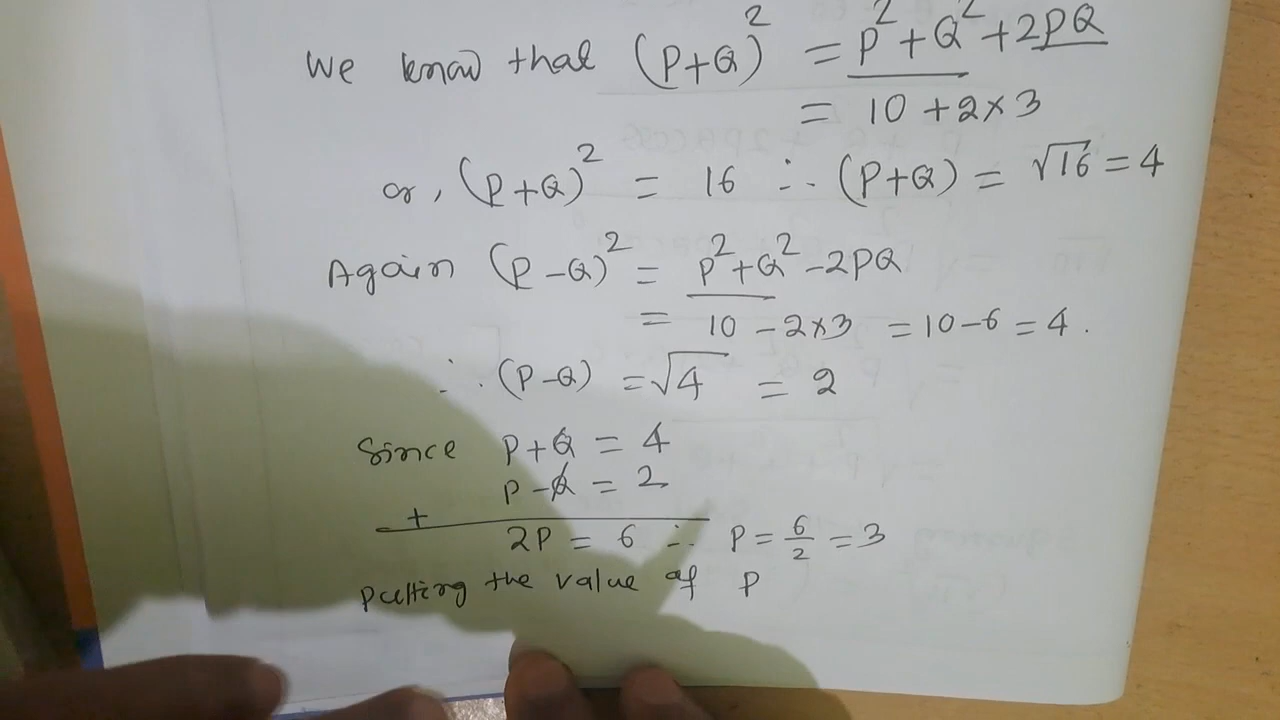 We know that (P+Q)² = P²+Q²+2PQ
= 10 +2×3
or, (P+Q)² = 16 ∴ (P+Q) = √16 = 4
Again (P-Q)² = P²+Q²-2PQ
= 10 -2×3 = 10-6 = 4.
∴ (P-Q) = √4 = 2
Since P+Q = 4
P-Q = 2
+
2P = 6 ∴ P = 6/2 = 3
putting the value of P